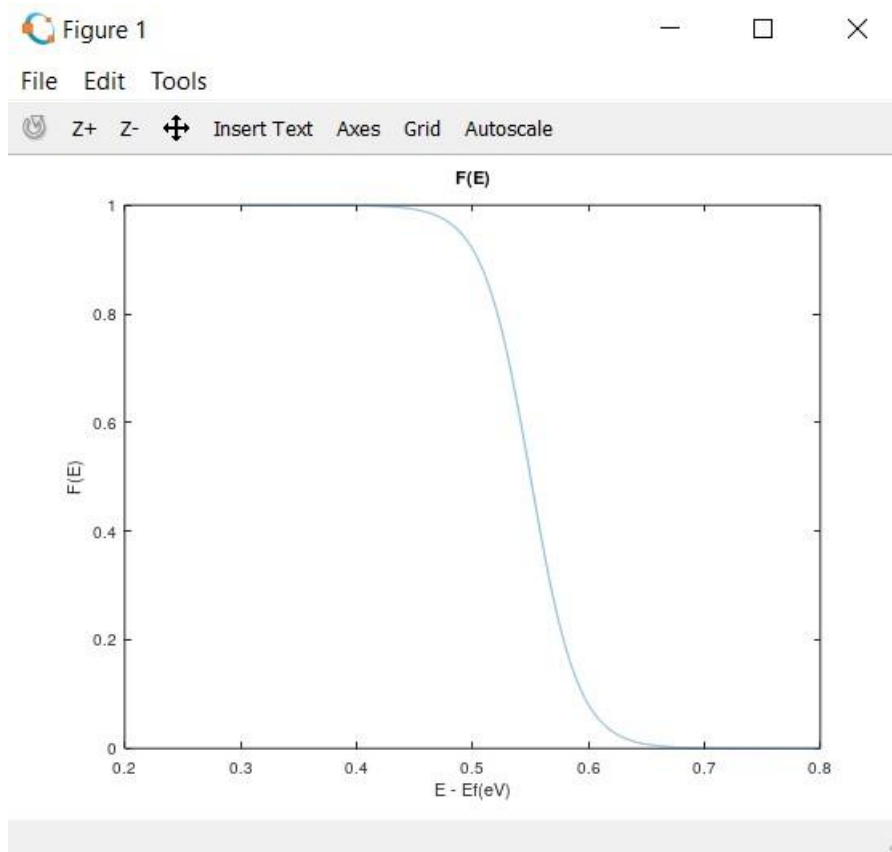 Figure 1
File Edit Tools
Z+ Z- Insert Text Axes Grid Autoscale
F(E)
1
0.8
0.6
F(E)
0.4
0.2
0
0.2 0.3 0.4 0.5 0.6 0.7 0.8
E - Ef(eV)